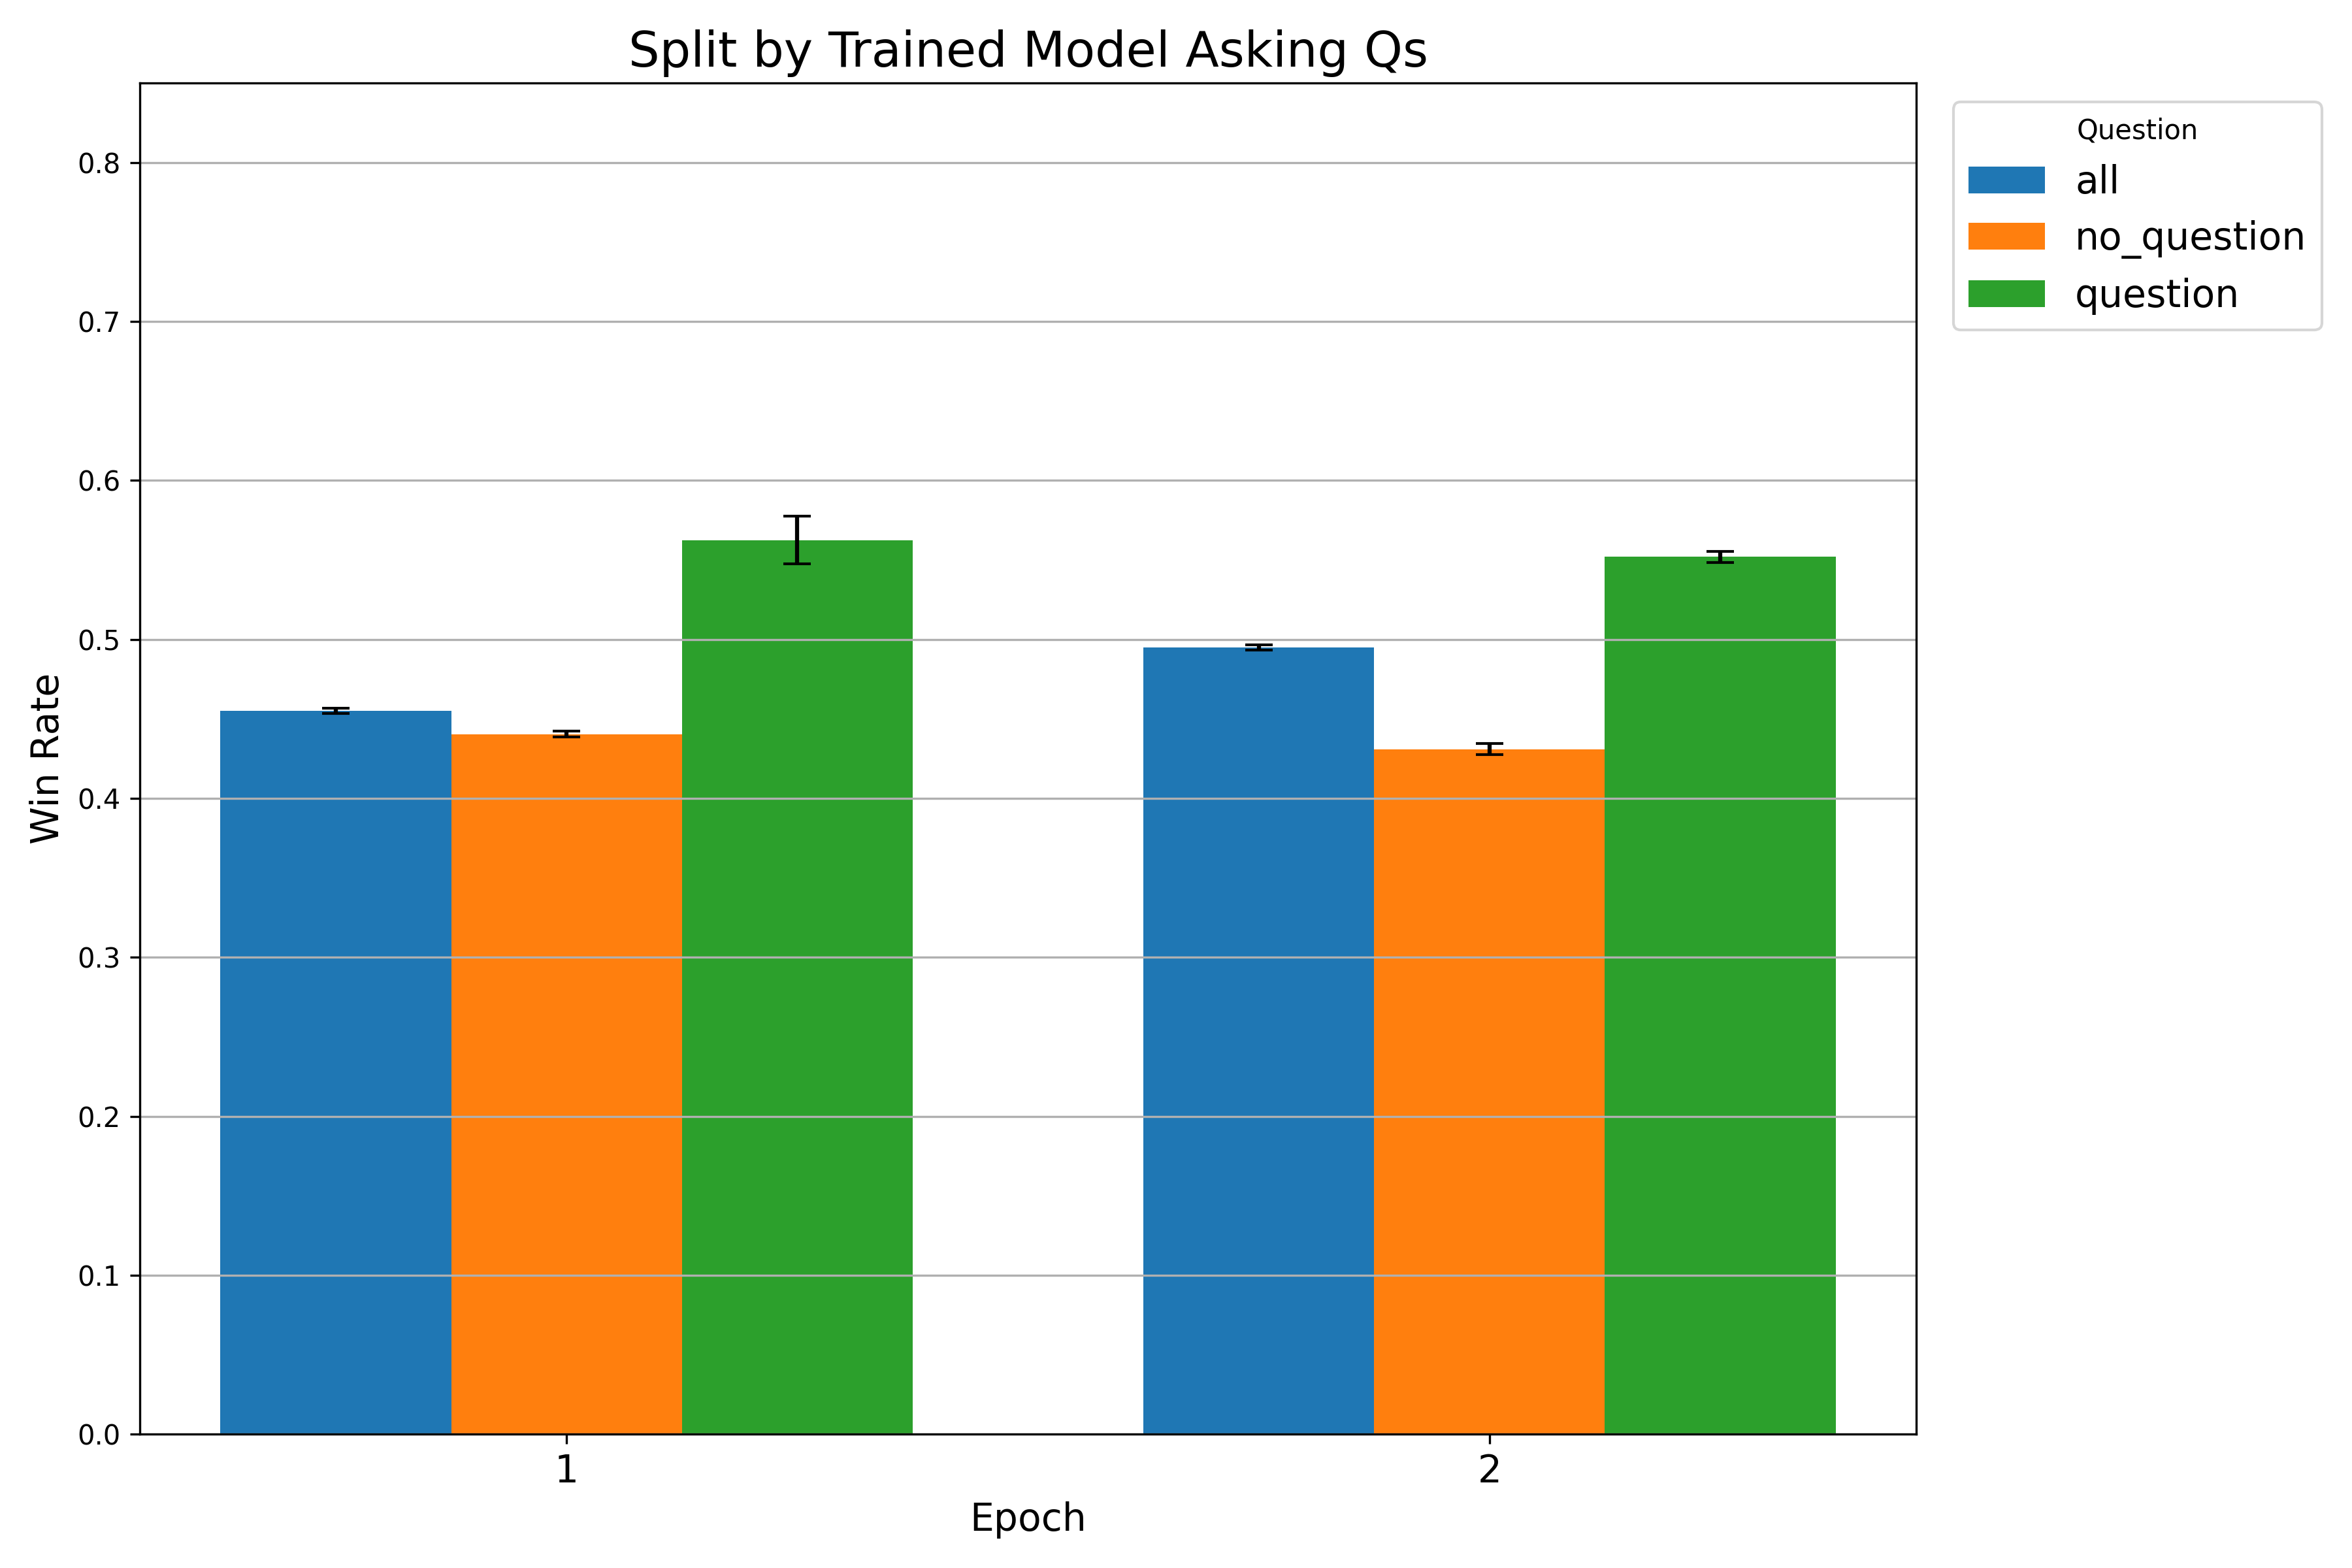 Split by Trained Model Asking Qs
Question
all
no_question
question
Win Rate
0.8
0.7
0.6
0.5
0.4
0.3
0.2
0.1
0.0
1
2
Epoch